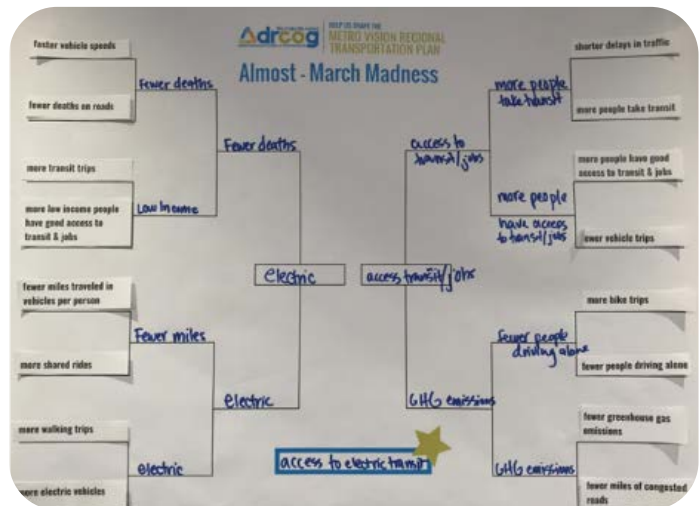 drcog
HELP US SHAPE THE
METRO VISION REGIONAL
TRANSPORTATION PLAN
Almost - March Madness
faster vehicle speeds
fewer deaths on roads
more transit trips
more low income people
have good access to
transit & jobs
fewer miles traveled in
vehicles per person
more shared rides
more walking trips
more electric vehicles
Fewer deaths
Low Income
Fewer miles
electric
Fewer deaths
electric
electric
access transit/jobs
access to
transit/jobs
GHG emissions
more people
take transit
more people
have access
to transit/jobs
fewer people
driving alone
GHG emissions
shorter delays in traffic
more people take transit
more people have good
access to transit & jobs
fewer vehicle trips
more bike trips
fewer people driving alone
fewer greenhouse gas
emissions
fewer miles of congested
roads
access to electric transit